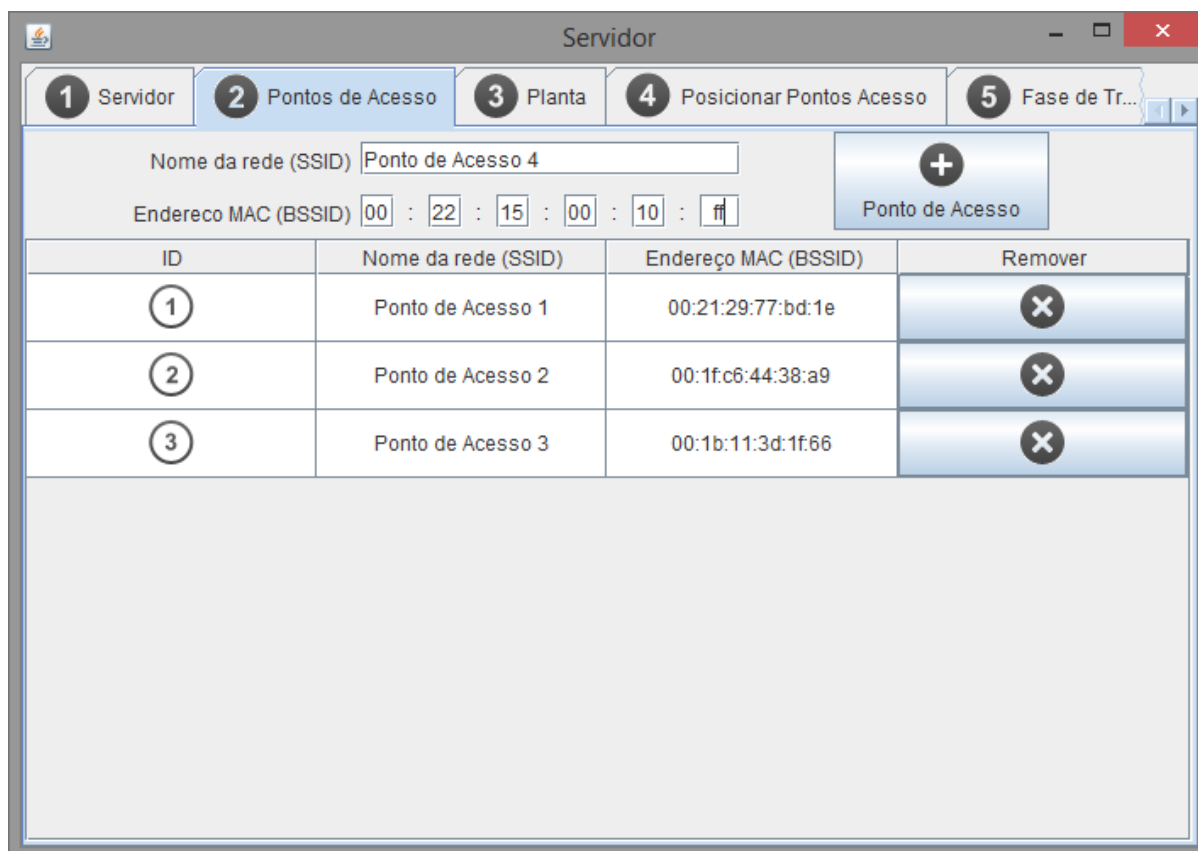 Servidor
1 Servidor 2 Pontos de Acesso 3 Planta 4 Posicionar Pontos Acesso 5 Fase de Tr...
Nome da rede (SSID) Ponto de Acesso 4
Endereco MAC (BSSID) 00 : 22 : 15 : 00 : 10 : ff
Ponto de Acesso
ID Nome da rede (SSID) Endereço MAC (BSSID) Remover
1 Ponto de Acesso 1 00:21:29:77:bd:1e
2 Ponto de Acesso 2 00:1f:c6:44:38:a9
3 Ponto de Acesso 3 00:1b:11:3d:1f:66